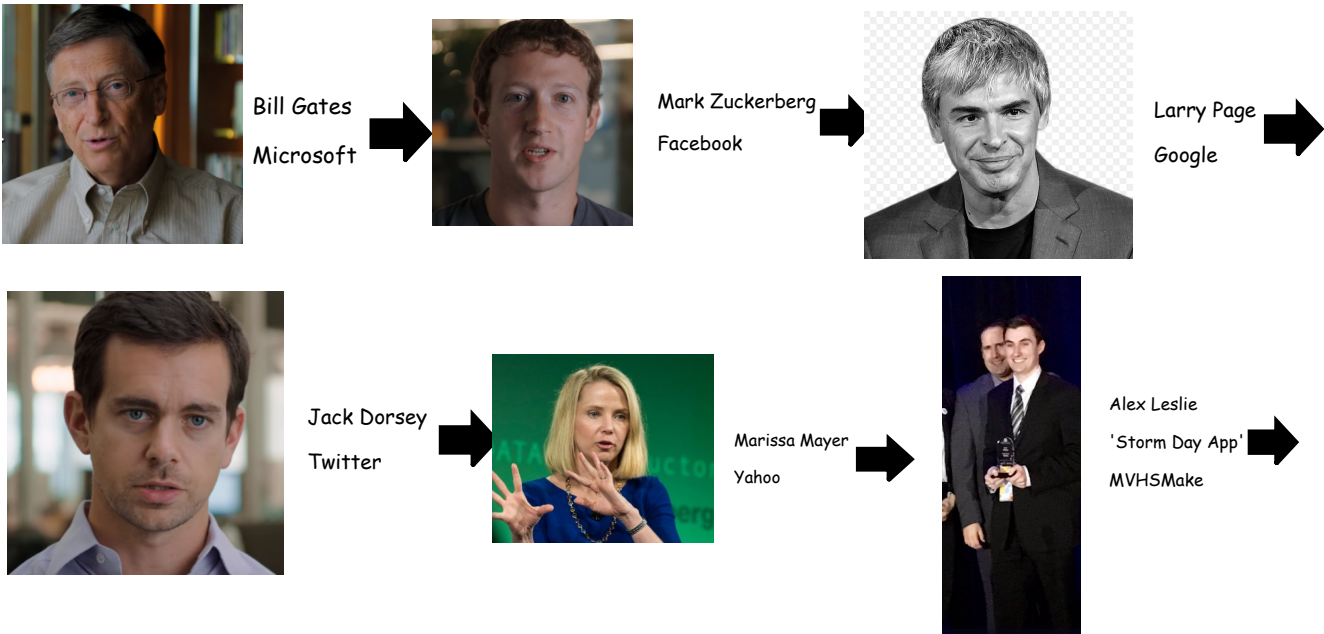 Bill Gates
Microsoft
Mark Zuckerberg
Facebook
Larry Page
Google
Jack Dorsey
Twitter
Marissa Mayer
Yahoo
Alex Leslie
'Storm Day App'
MVHSMake